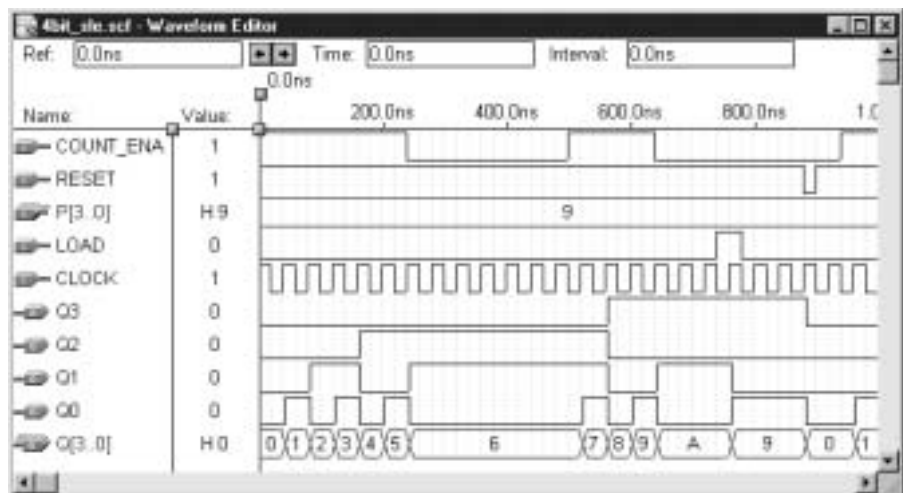 4bit_sle.scf - Waveform Editor
Ref: 0.0ns Time: 0.0ns Interval: 0.0ns
0.0ns
Name: Value: 200.0ns 400.0ns 600.0ns 800.0ns 1.0
COUNT_ENA 1
RESET 1
P[3..0] H 9 9
LOAD 0
CLOCK 1
Q3 0
Q2 0
Q1 0
Q0 0
Q[3..0] H 0 0 1 2 3 4 5 6 7 8 9 A 9 0 1